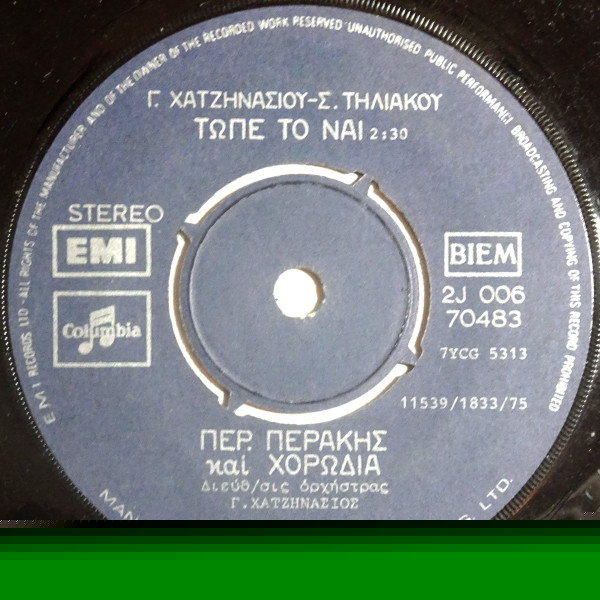 E M I RECORDS LTD · ALL RIGHTS OF THE MANUFACTURER AND OF THE OWNER OF THE RECORDED WORK RESERVED · UNAUTHORISED PUBLIC PERFORMANCE BROADCASTING AND COPYING OF THIS RECORD PROHIBITED
Γ. ΧΑΤΖΗΝΑΣΙΟΥ-Σ. ΤΗΛΙΑΚΟΥ
ΤΩΠΕ ΤΟ ΝΑΙ 2:30
STEREO
EMI
BIEM
Columbia
2J 006
70483
7YCG 5313
11539/1833/75
ΠΕΡ. ΠΕΡΑΚΗΣ
καί ΧΟΡΩΔΙΑ
Διεύθ/σις ὀρχήστρας
Γ.ΧΑΤΖΗΝΑΣΙΟΣ
LTD.